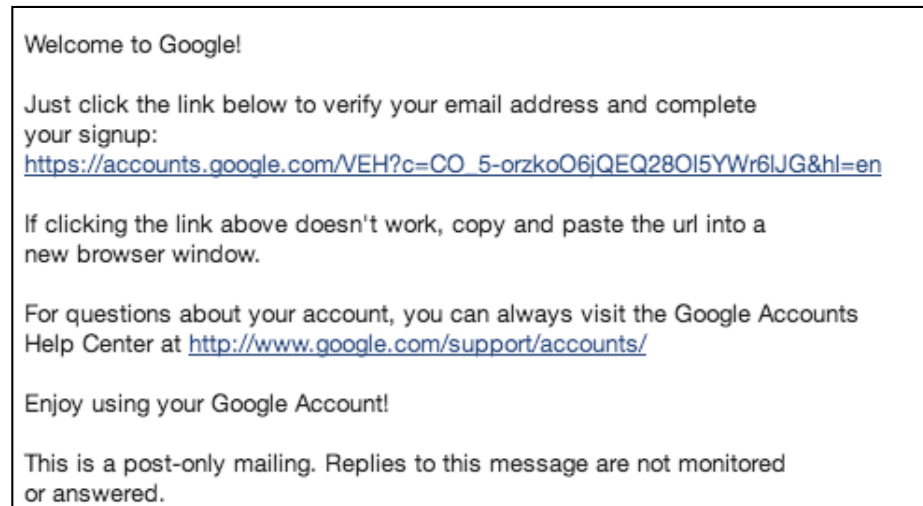 Welcome to Google!
Just click the link below to verify your email address and complete
your signup:
https://accounts.google.com/VEH?c=CO_5-orzkoO6jQEQ28Ol5YWr6lJG&hl=en
If clicking the link above doesn't work, copy and paste the url into a
new browser window.
For questions about your account, you can always visit the Google Accounts
Help Center at http://www.google.com/support/accounts/
Enjoy using your Google Account!
This is a post-only mailing. Replies to this message are not monitored
or answered.